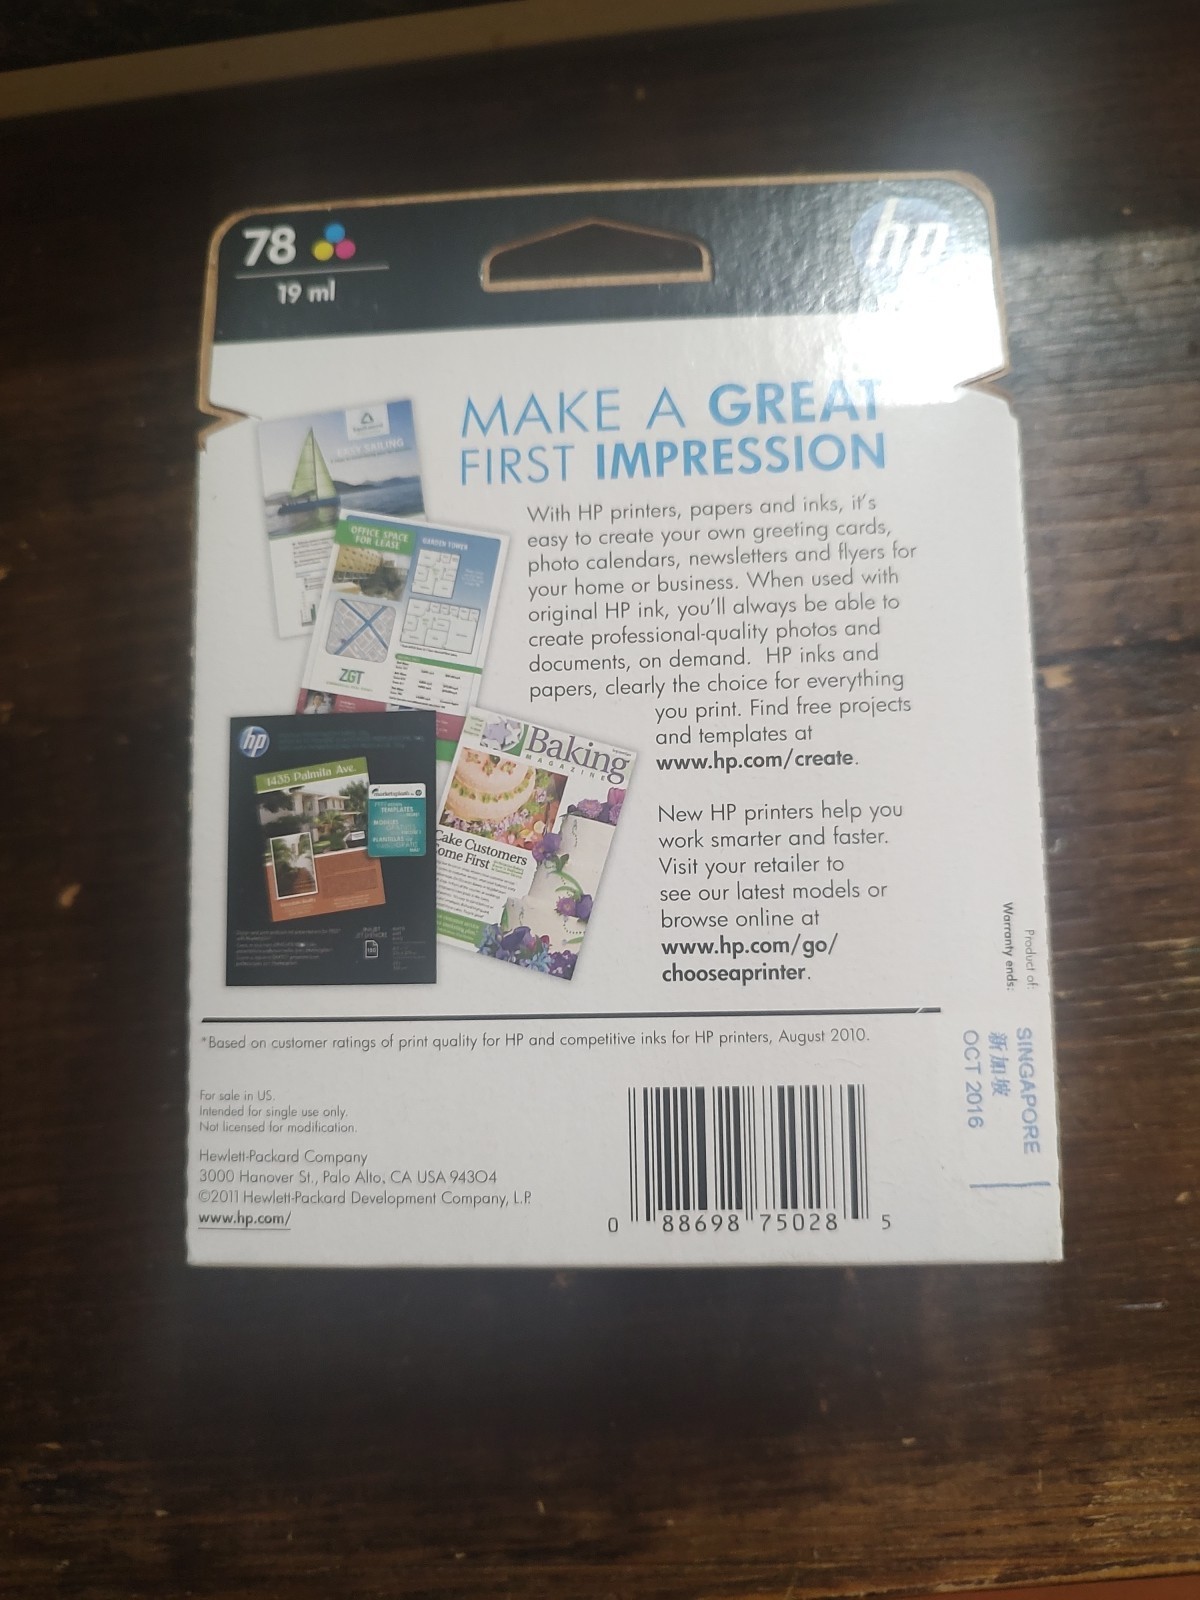 78
19 ml
hp
MAKE A GREAT
FIRST IMPRESSION
With HP printers, papers and inks, it's
easy to create your own greeting cards,
photo calendars, newsletters and flyers for
your home or business. When used with
original HP ink, you'll always be able to
create professional-quality photos and
documents, on demand. HP inks and
papers, clearly the choice for everything
you print. Find free projects
and templates at
www.hp.com/create.
New HP printers help you
work smarter and faster.
Visit your retailer to
see our latest models or
browse online at
www.hp.com/go/
chooseaprinter.
EASY SAILING
OFFICE SPACE
FOR LEASE
GARDEN TOWER
ZGT
hp
1435 Palmila Ave.
TEMPLATES
Baking
MAGAZINE
Cake Customers
Come First
Product of:
Warranty ends:
SINGAPORE
新加坡
OCT 2016
*Based on customer ratings of print quality for HP and competitive inks for HP printers, August 2010.
For sale in US.
Intended for single use only.
Not licensed for modification.
Hewlett-Packard Company
3000 Hanover St., Palo Alto, CA USA 94304
©2011 Hewlett-Packard Development Company, L.P.
www.hp.com/
0 88698 75028 5